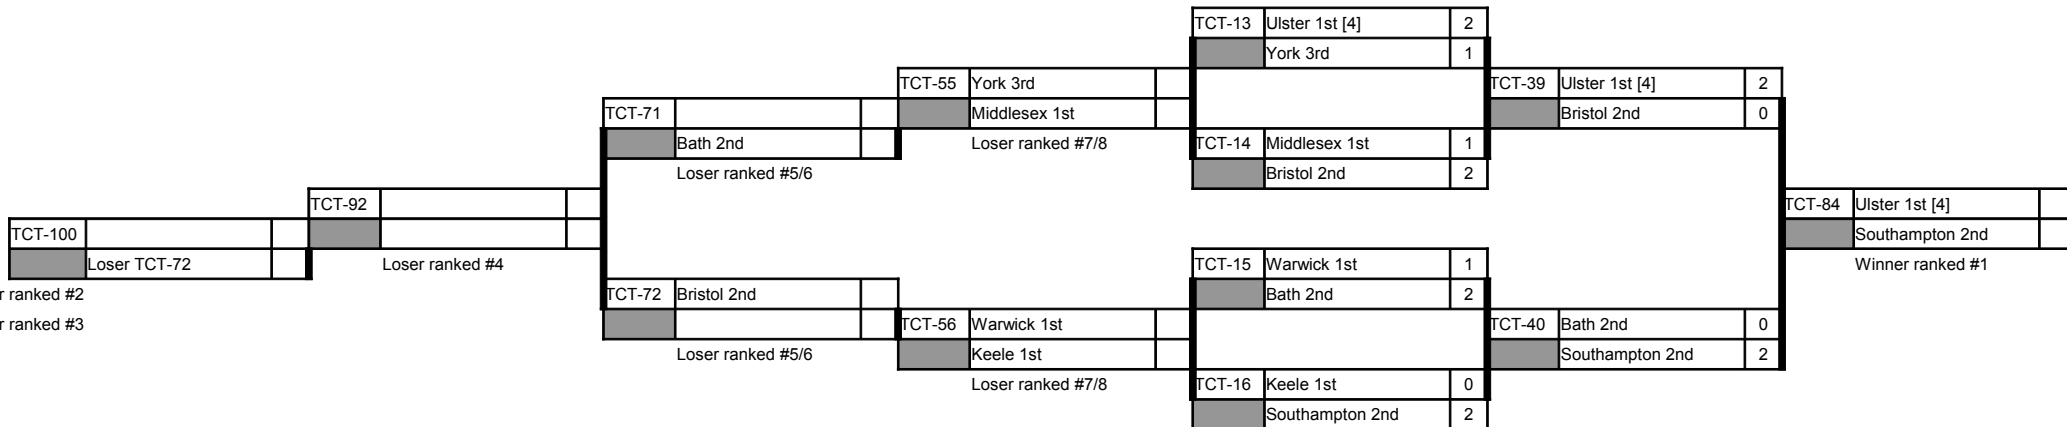 TCT-13 Ulster 1st [4] 2
York 3rd 1
TCT-55 York 3rd
TCT-39 Ulster 1st [4] 2
TCT-71
Middlesex 1st
Bristol 2nd 0
Bath 2nd
Loser ranked #7/8
TCT-14 Middlesex 1st 1
Loser ranked #5/6
Bristol 2nd 2
TCT-92
TCT-84 Ulster 1st [4]
TCT-100
Southampton 2nd
Loser TCT-72
Loser ranked #4
TCT-15 Warwick 1st 1
Winner ranked #1
r ranked #2
TCT-72 Bristol 2nd
Bath 2nd 2
r ranked #3
TCT-56 Warwick 1st
TCT-40 Bath 2nd 0
Loser ranked #5/6
Keele 1st
Southampton 2nd 2
Loser ranked #7/8
TCT-16 Keele 1st 0
Southampton 2nd 2